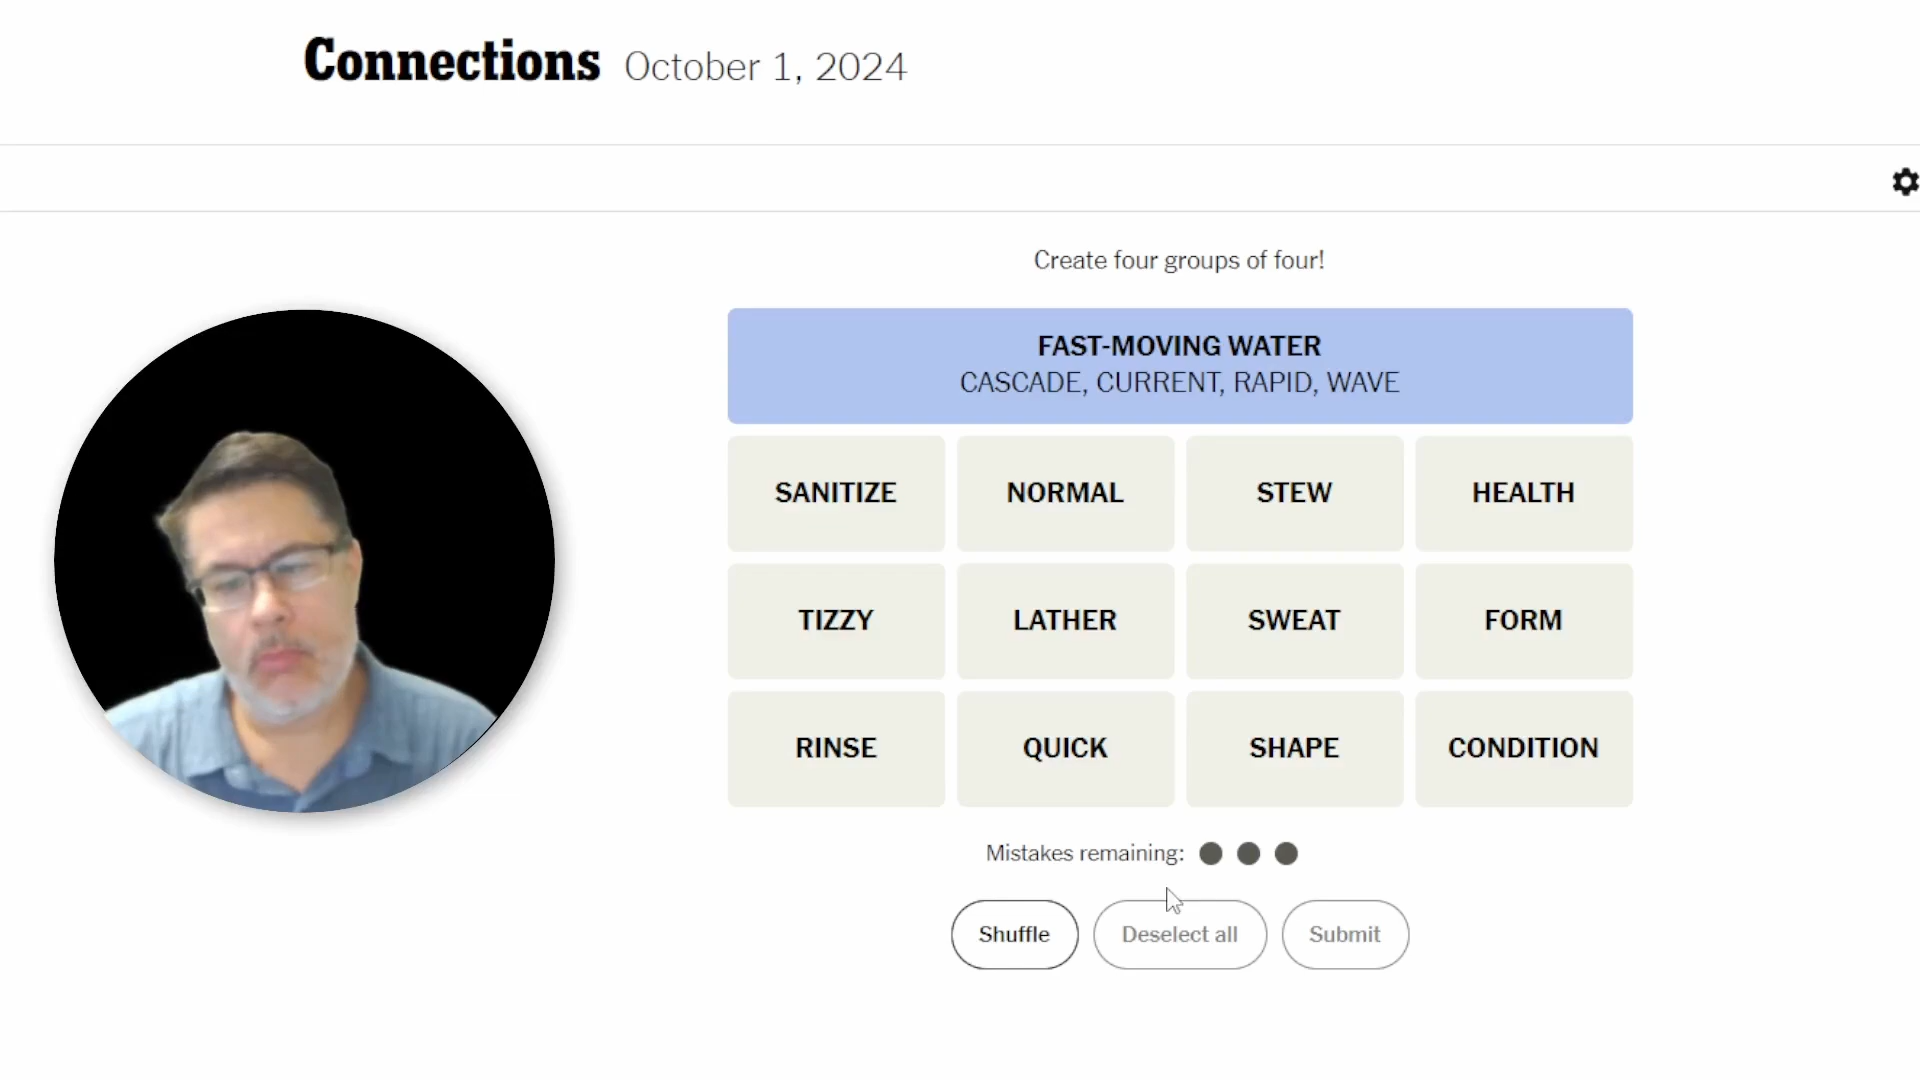 Connections October 1, 2024
Create four groups of four!
FAST-MOVING WATER
CASCADE, CURRENT, RAPID, WAVE
SANITIZE NORMAL STEW HEALTH
TIZZY LATHER SWEAT FORM
RINSE QUICK SHAPE CONDITION
Mistakes remaining:
Shuffle Deselect all Submit